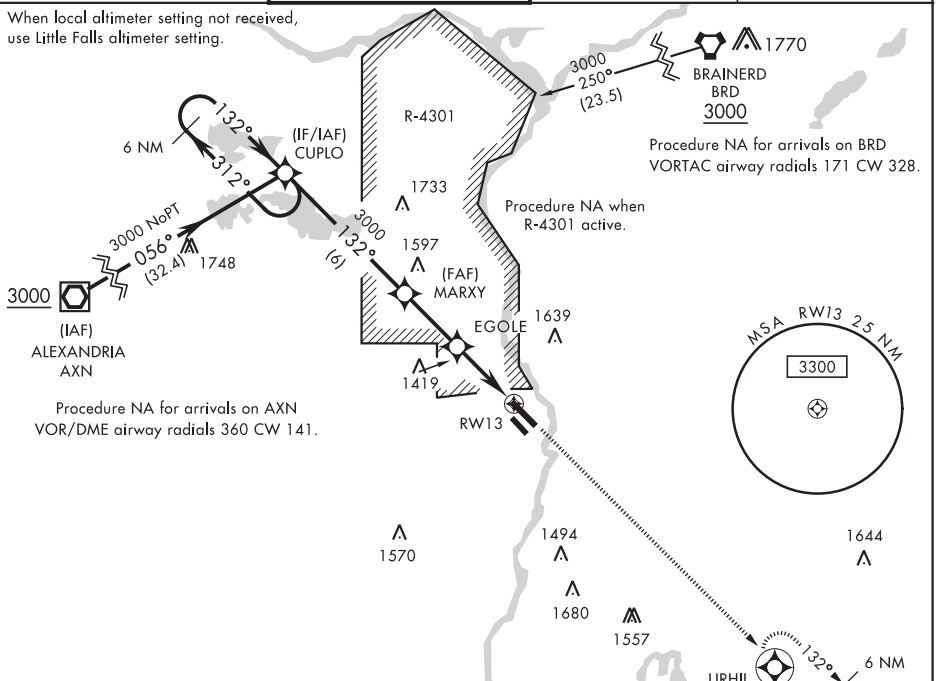 When local altimeter setting not received,
use Little Falls altimeter setting.
1770
3000
250°
(23.5)
BRAINERD
BRD
3000
Procedure NA for arrivals on BRD
VORTAC airway radials 171 CW 328.
R-4301
132°
(IF/IAF)
CUPLO
6 NM
312°
1733
Procedure NA when
R-4301 active.
3000 NoPT
056°
(32.4)
1748
3000
132°
(6)
1597
(FAF)
MARXY
3000
(IAF)
ALEXANDRIA
AXN
EGOLE
1639
MSA RW13 25 NM
3300
1419
RW13
Procedure NA for arrivals on AXN
VOR/DME airway radials 360 CW 141.
1570
1494
1644
1680
1557
132°
6 NM